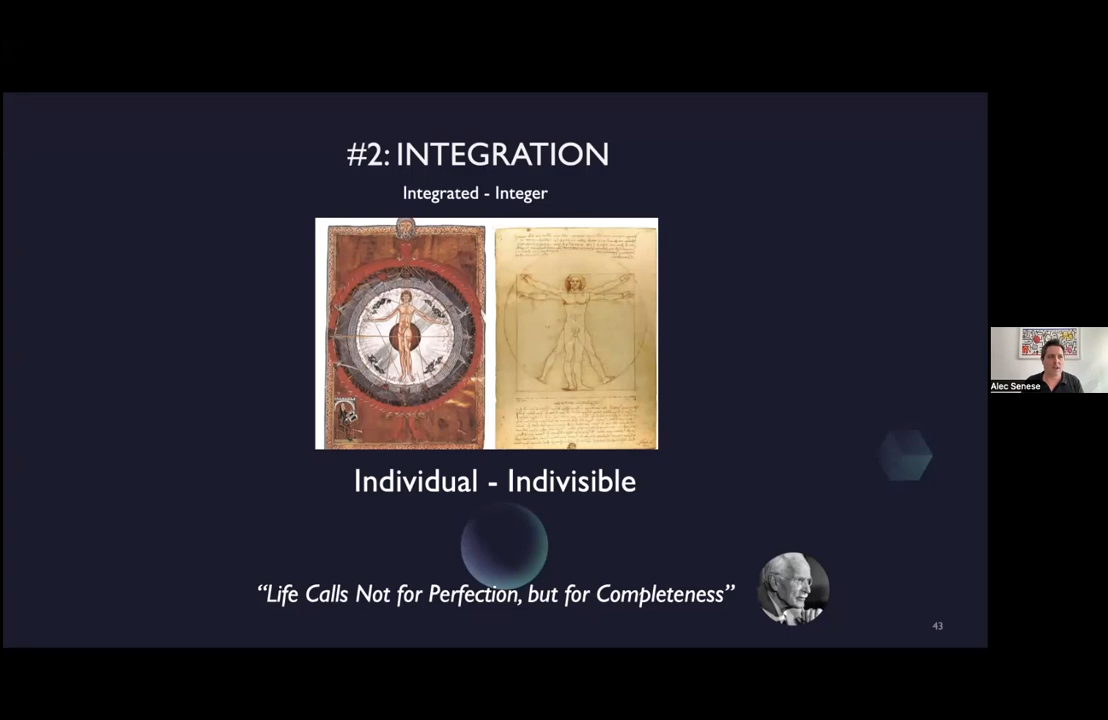 #2: INTEGRATION
Integrated - Integer
Individual - Indivisible
“Life Calls Not for Perfection, but for Completeness”
43
Alec Senese